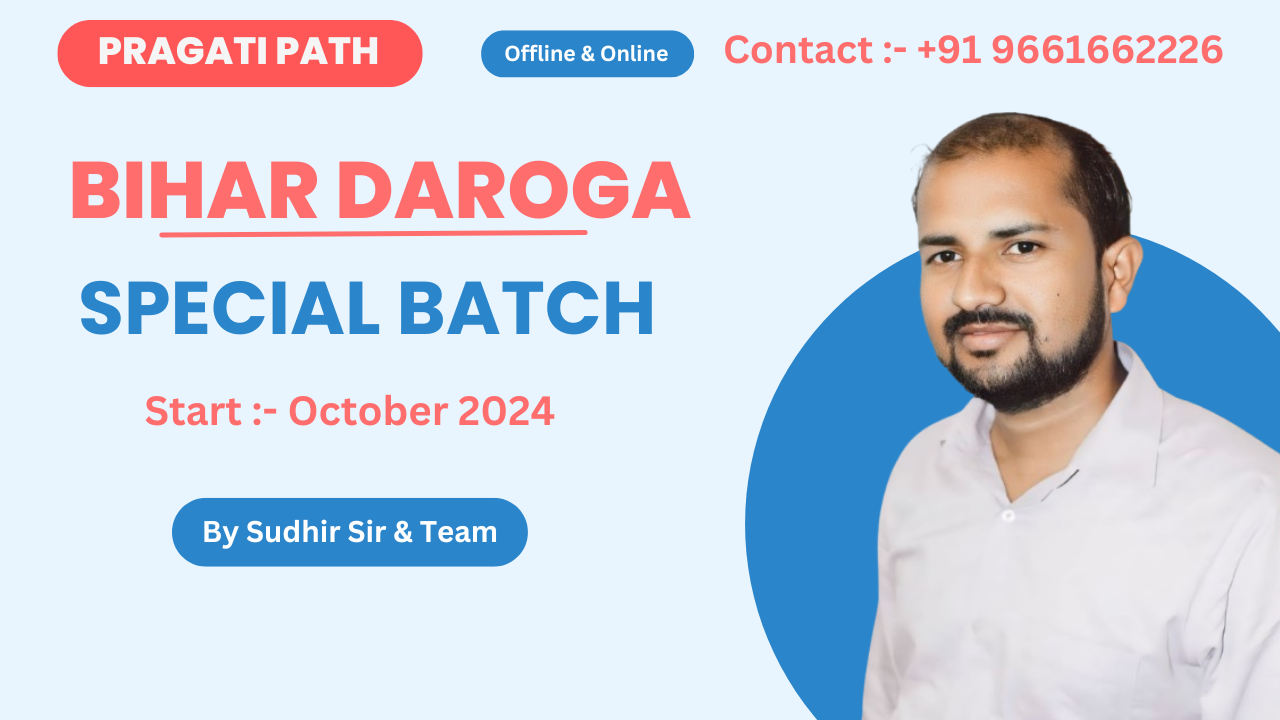 PRAGATI PATH
Offline & Online
Contact :- +91 9661662226
BIHAR DAROGA
SPECIAL BATCH
Start :- October 2024
By Sudhir Sir & Team